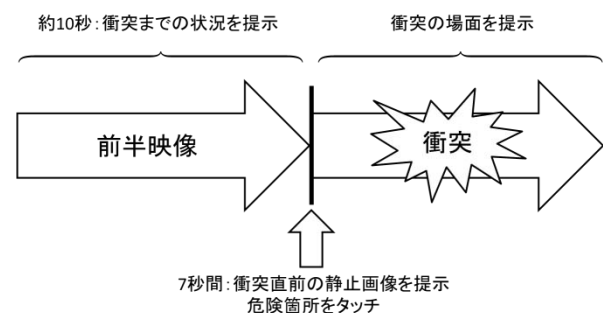 約10秒：衝突までの状況を提示
衝突の場面を提示
前半映像
衝突
7秒間：衝突直前の静止画像を提示
危険箇所をタッチ